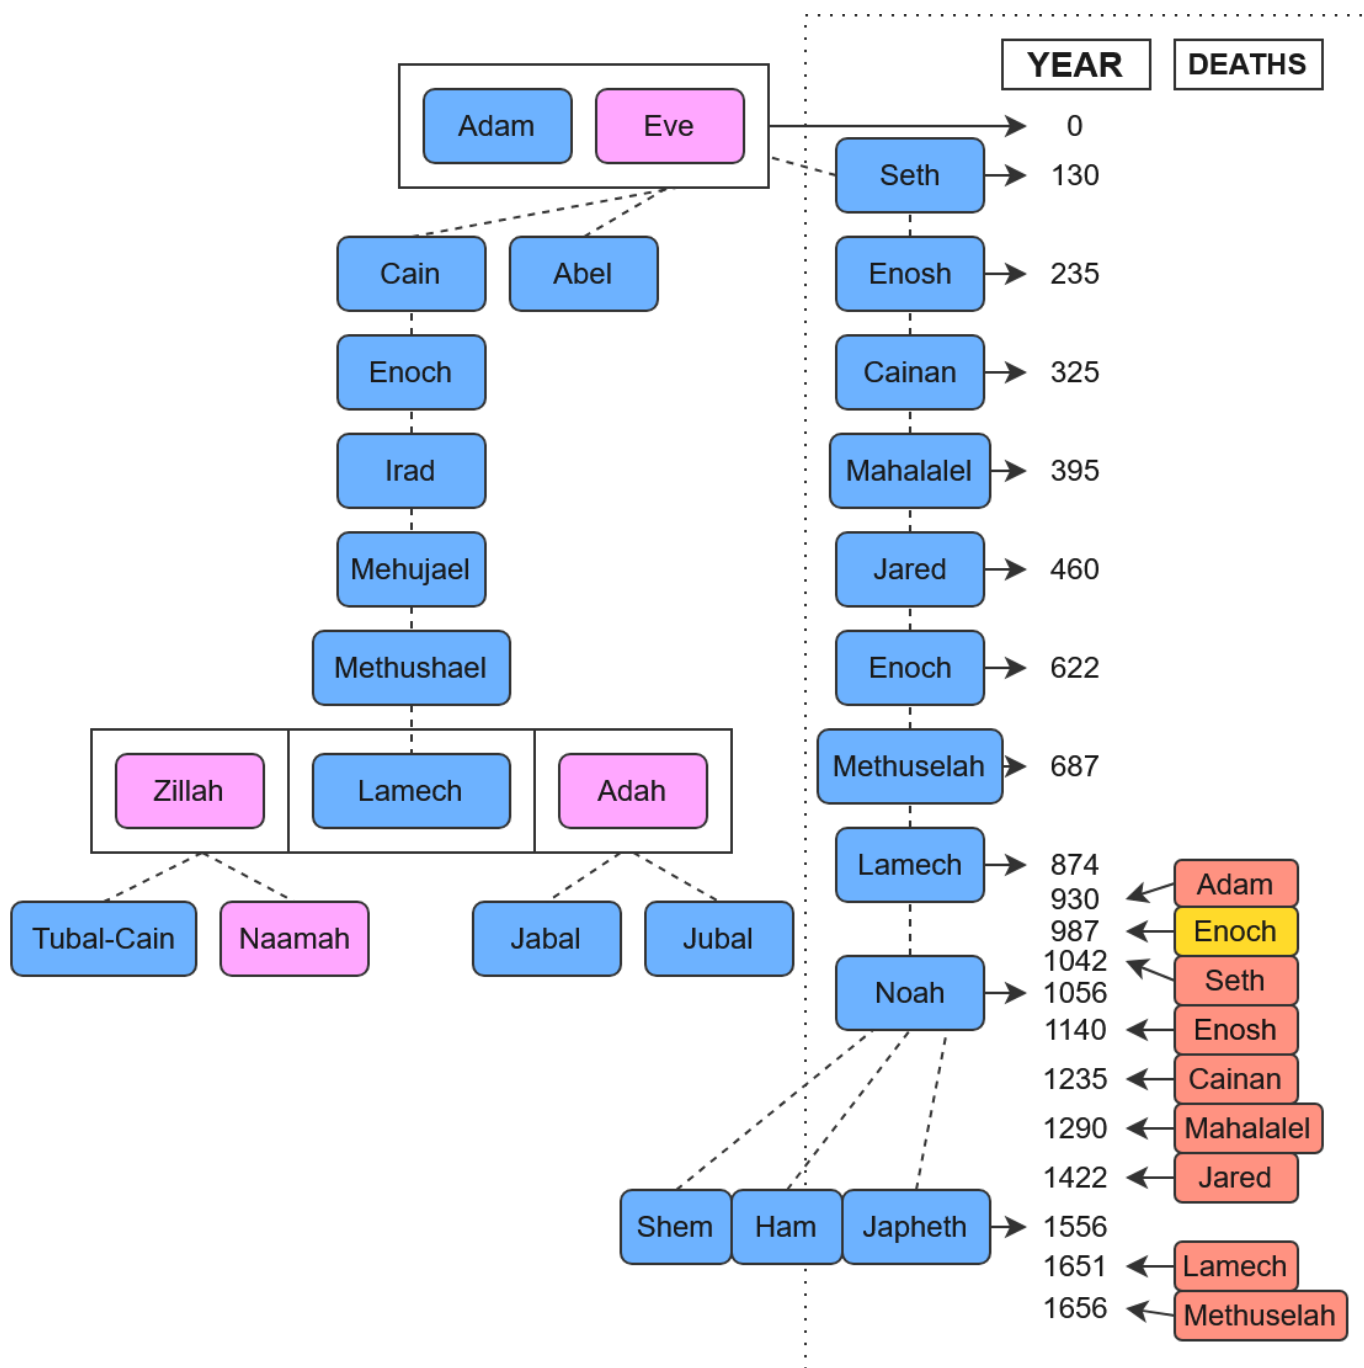 YEAR DEATHS
Adam Eve 0
Seth 130
Cain Abel Enosh 235
Enoch Cainan 325
Irad Mahalalel 395
Mehujael Jared 460
Methushael Enoch 622
Methuselah 687
Zillah Lamech Adah
Lamech 874
930 Adam
Tubal-Cain Naamah Jabal Jubal 987 Enoch
1042 Seth
Noah 1056
1140 Enosh
1235 Cainan
1290 Mahalalel
1422 Jared
Shem Ham Japheth 1556
1651 Lamech
1656 Methuselah